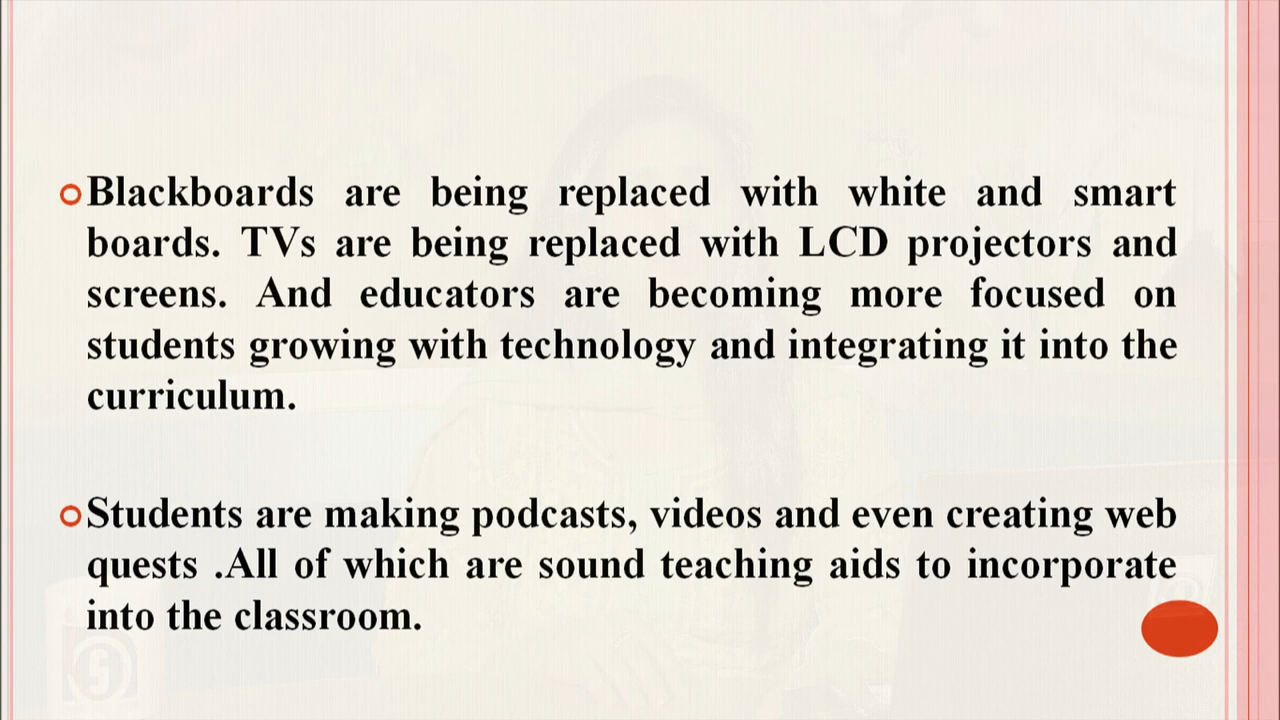 Blackboards are being replaced with white and smart
boards. TVs are being replaced with LCD projectors and
screens. And educators are becoming more focused on
students growing with technology and integrating it into the
curriculum.
Students are making podcasts, videos and even creating web
quests .All of which are sound teaching aids to incorporate
into the classroom.